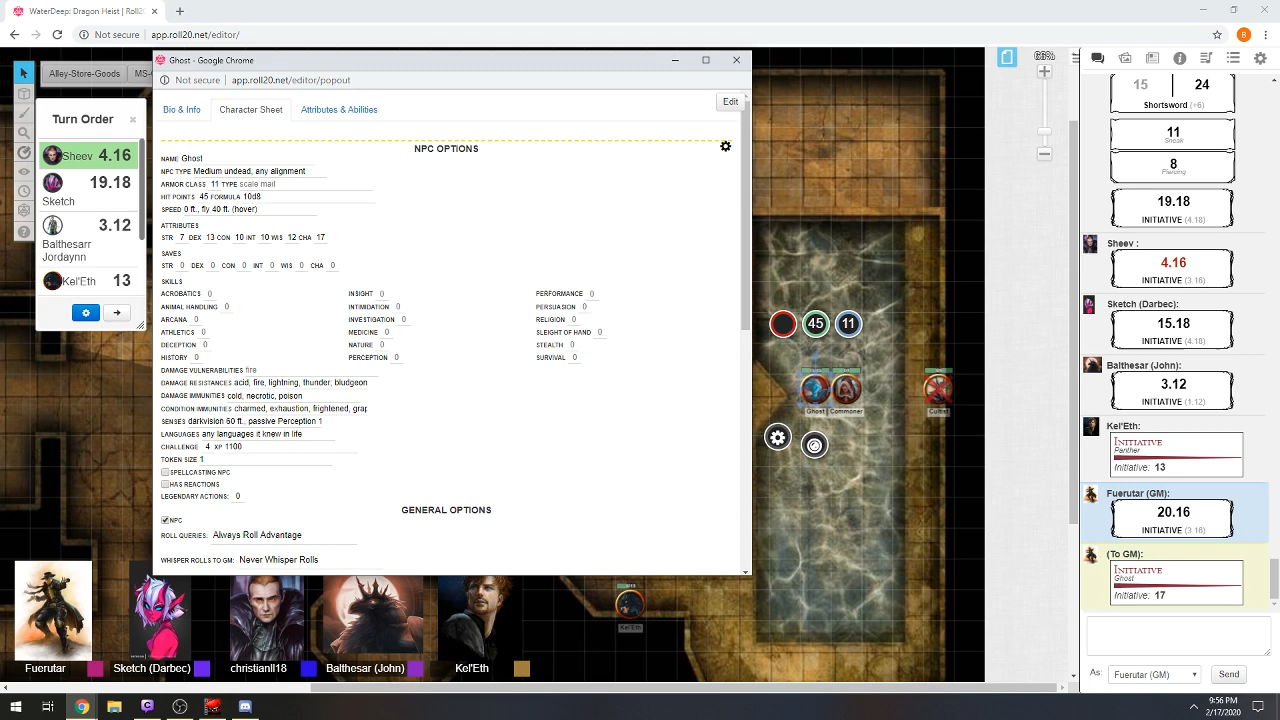 WaterDeep: Dragon Heist | Roll20
Not secure | app.roll20.net/editor/
B
Alley-Store-Goods
Turn Order
Sheev 4.16
19.18
Sketch
3.12
Balthesarr
Jordaynn
Kel'Eth 13
Ghost - Google Chrome
Not secure | app.roll20.net/editor/popout
Bio & Info
Character Sheet
Attributes & Abilities
Edit
NPC OPTIONS
NAME Ghost
NPC TYPE Medium undead, any alignment
ARMOR CLASS 11 TYPE scale mail
HIT POINTS 45 FORMULA 10d8
SPEED 0 ft., fly 40 ft. (hover)
ATTRIBUTES
STR 7 DEX 13 CON 10 INT 10 WIS 12 CHA 17
SAVES
STR 0 DEX 0 CON 0 INT 0 WIS 0 CHA 0
SKILLS
ACROBATICS 0
ANIMAL HANDLING 0
ARCANA 0
ATHLETICS 0
DECEPTION 0
HISTORY 0
INSIGHT 0
INTIMIDATION 0
INVESTIGATION 0
MEDICINE 0
NATURE 0
PERCEPTION 0
PERFORMANCE 0
PERSUASION 0
RELIGION 0
SLEIGHT OF HAND 0
STEALTH 0
SURVIVAL 0
DAMAGE VULNERABILITIES fire
DAMAGE RESISTANCES acid, fire, lightning, thunder; bludgeon
DAMAGE IMMUNITIES cold, necrotic, poison
CONDITION IMMUNITIES charmed, exhaustion, frightened, grap
SENSES darkvision 60 ft., passive Perception 1
LANGUAGES any languages it knew in life
CHALLENGE 4 XP 1100
TOKEN SIZE 1
SPELLCASTING NPC
HAS REACTIONS
LEGENDARY ACTIONS: 0
GENERAL OPTIONS
NPC
ROLL QUERIES: Always Roll Advantage
WHISPER ROLLS TO GM: Never Whisper Rolls
45
11
Ghost
Commoner
Cultist
Kel'Eth
Fuerutar
Sketch (Darbec)
christianll18
Balthesar (John)
Kel'Eth
15 24
Shortsword (+6)
11
Sneak
8
Piercing
19.18
INITIATIVE (4.18)
Sheev :
4.16
INITIATIVE (3.16)
Sketch (Darbec):
15.18
INITIATIVE (4.18)
Balthesar (John):
3.12
INITIATIVE (1.12)
Kel'Eth:
INITIATIVE
Panther
Initiative: 13
Fuerutar (GM):
20.16
INITIATIVE (3.16)
(To GM):
INITIATIVE
Ghost
Initiative: 17
As: Fuerutar (GM)
Send
9:56 PM
2/17/2020